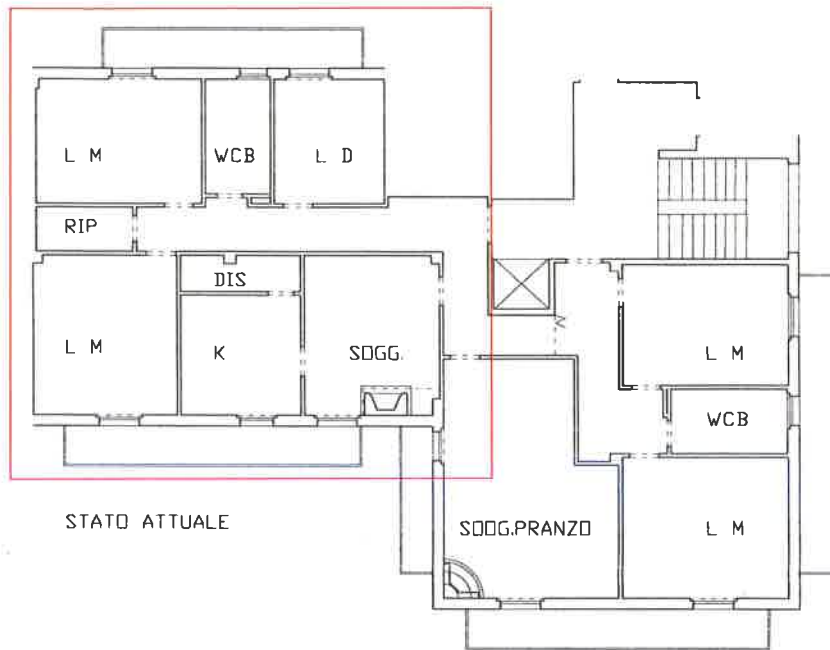 L M
WCB
L D
RIP
DIS
L M
K
SOGG.
L M
WCB
STATO ATTUALE
SOGG.PRANZO
L M